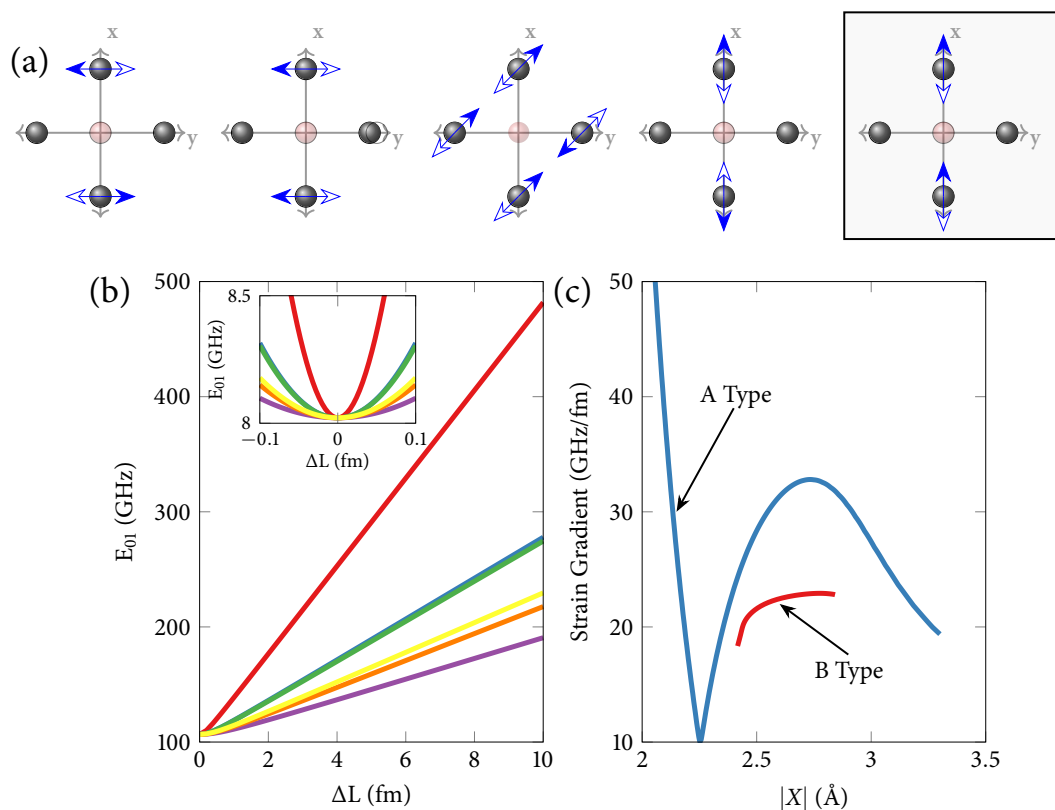 (a)
x
y
x
y
x
y
x
y
x
y
(b)
500
400
300
200
100
0
2
4
6
8
10
E01 (GHz)
ΔL (fm)
8.5
8
E01 (GHz)
−0.1
0
0.1
ΔL (fm)
(c)
50
40
30
20
10
2
2.5
3
3.5
Strain Gradient (GHz/fm)
|X| (Å)
A Type
B Type